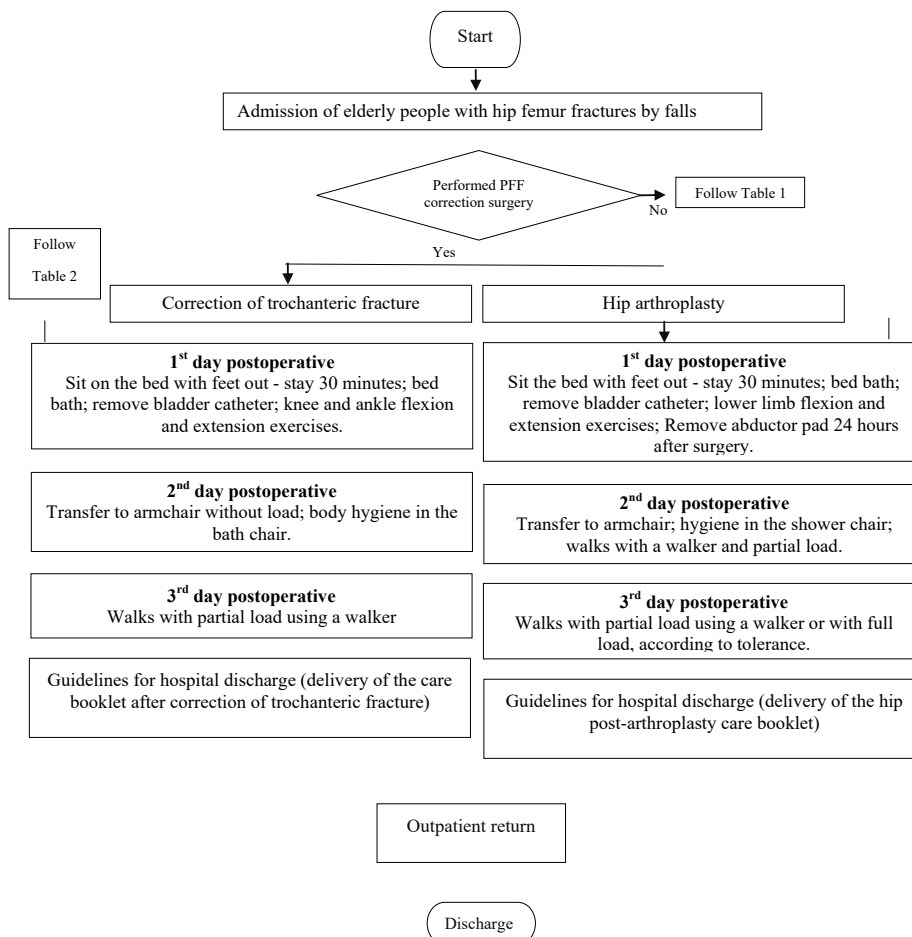 Start
Admission of elderly people with hip femur fractures by falls
Performed PFF
correction surgery
No
Follow Table 1
Yes
Follow
Table 2
Correction of trochanteric fracture
Hip arthroplasty
1st day postoperative
Sit on the bed with feet out - stay 30 minutes; bed
bath; remove bladder catheter; knee and ankle flexion
and extension exercises.
1st day postoperative
Sit the bed with feet out - stay 30 minutes; bed bath;
remove bladder catheter; lower limb flexion and
extension exercises; Remove abductor pad 24 hours
after surgery.
2nd day postoperative
Transfer to armchair without load; body hygiene in the
bath chair.
2nd day postoperative
Transfer to armchair; hygiene in the shower chair;
walks with a walker and partial load.
3rd day postoperative
Walks with partial load using a walker
3rd day postoperative
Walks with partial load using a walker or with full
load, according to tolerance.
Guidelines for hospital discharge (delivery of the care
booklet after correction of trochanteric fracture)
Guidelines for hospital discharge (delivery of the hip
post-arthroplasty care booklet)
Outpatient return
Discharge